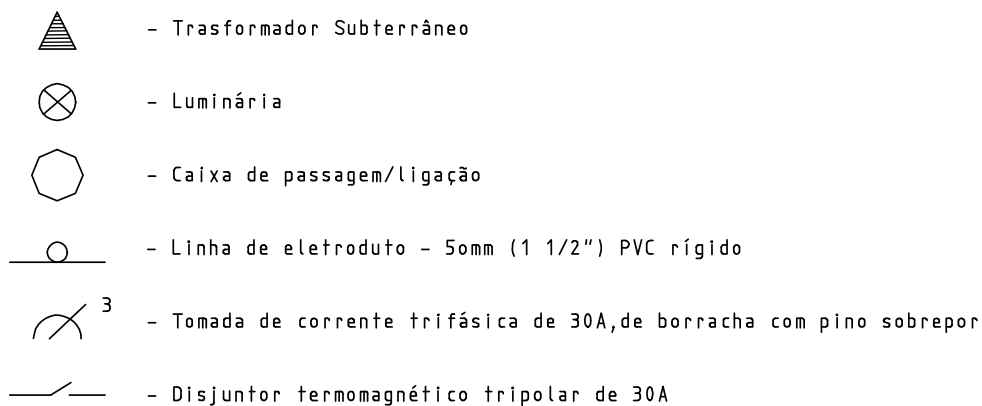 - Trasformador Subterrâneo
- Luminária
- Caixa de passagem/ligação
- Linha de eletroduto - 5omm (1 1/2") PVC rígido
3
- Tomada de corrente trifásica de 30A,de borracha com pino sobrepor
- Disjuntor termomagnético tripolar de 30A